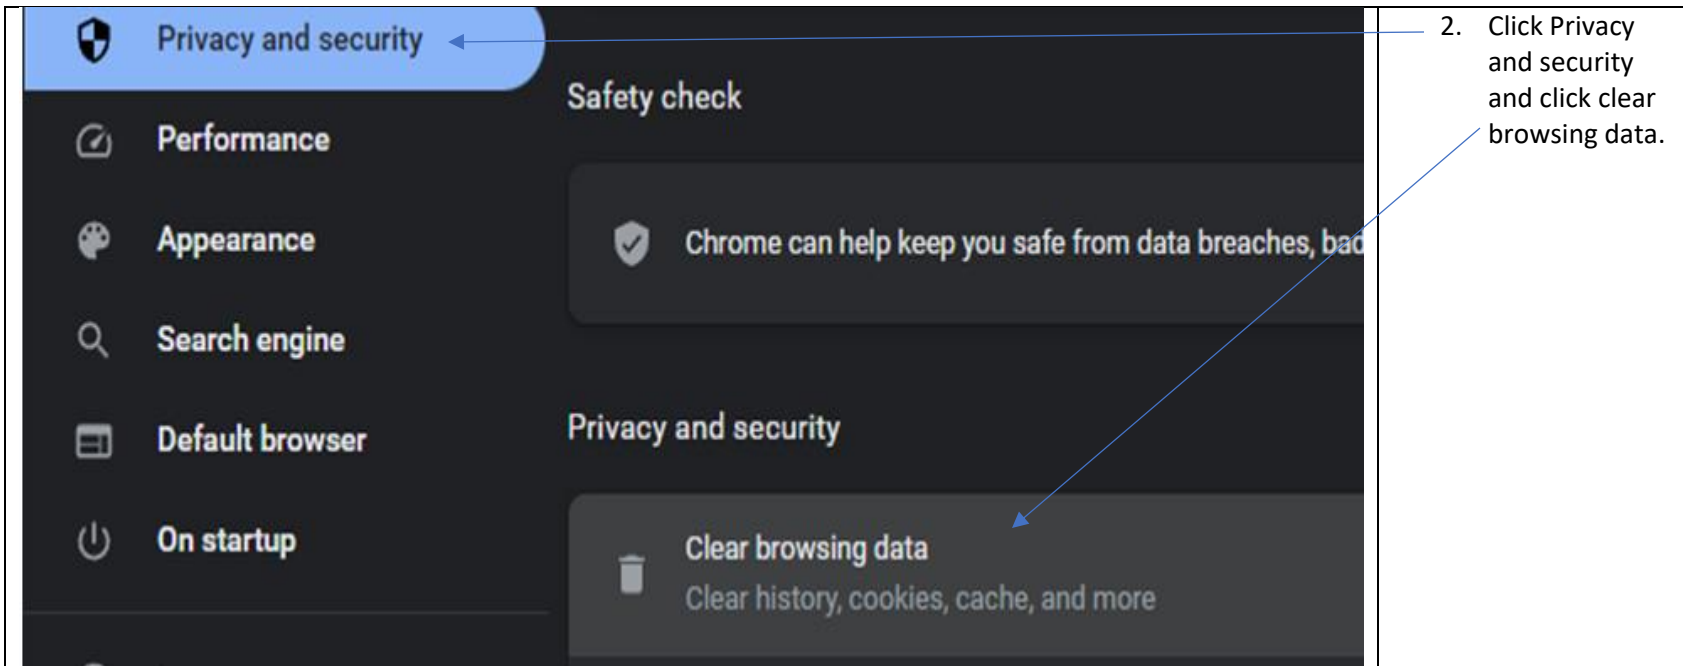 Privacy and security
Performance
Appearance
Search engine
Default browser
On startup
Safety check
Chrome can help keep you safe from data breaches, bad
Privacy and security
Clear browsing data
Clear history, cookies, cache, and more
2. Click Privacy
and security
and click clear
browsing data.